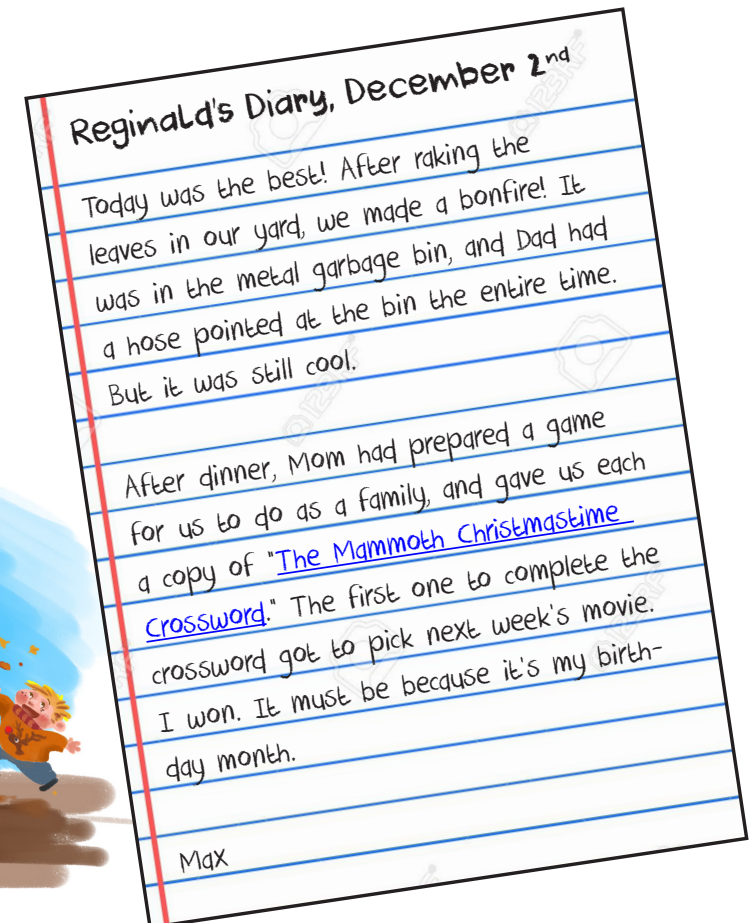 Reginald's Diary, December 2nd
Today was the best! After raking the
leaves in our yard, we made a bonfire! It
was in the metal garbage bin, and Dad had
a hose pointed at the bin the entire time.
But it was still cool.
After dinner, Mom had prepared a game
for us to do as a family, and gave us each
a copy of "The Mammoth Christmastime
Crossword." The first one to complete the
crossword got to pick next week's movie.
I won. It must be because it's my birth-
day month.
Max